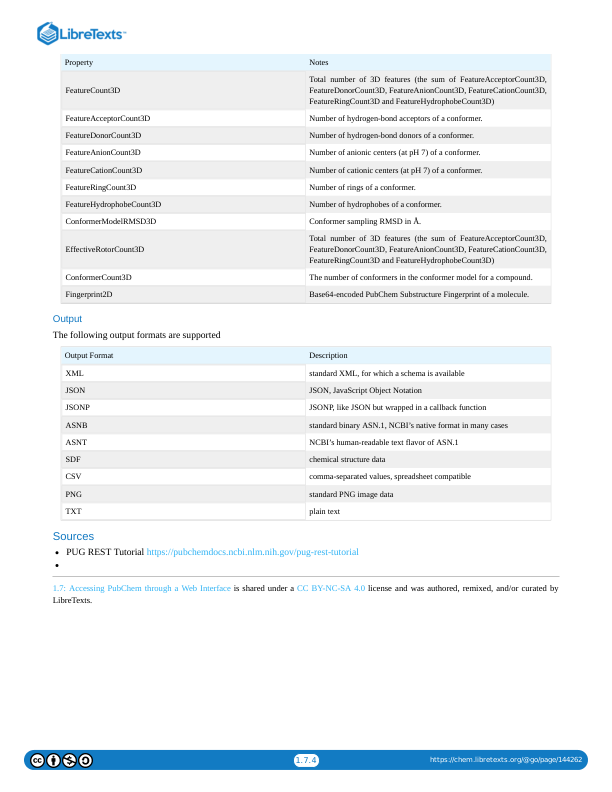 LibreTexts™
Property Notes
FeatureCount3D
Total number of 3D features (the sum of FeatureAcceptorCount3D,
FeatureDonorCount3D, FeatureAnionCount3D, FeatureCationCount3D,
FeatureRingCount3D and FeatureHydrophobeCount3D)
FeatureAcceptorCount3D Number of hydrogen-bond acceptors of a conformer.
FeatureDonorCount3D Number of hydrogen-bond donors of a conformer.
FeatureAnionCount3D Number of anionic centers (at pH 7) of a conformer.
FeatureCationCount3D Number of cationic centers (at pH 7) of a conformer.
FeatureRingCount3D Number of rings of a conformer.
FeatureHydrophobeCount3D Number of hydrophobes of a conformer.
ConformerModelRMSD3D Conformer sampling RMSD in Å.
EffectiveRotorCount3D
Total number of 3D features (the sum of FeatureAcceptorCount3D,
FeatureDonorCount3D, FeatureAnionCount3D, FeatureCationCount3D,
FeatureRingCount3D and FeatureHydrophobeCount3D)
ConformerCount3D The number of conformers in the conformer model for a compound.
Fingerprint2D Base64-encoded PubChem Substructure Fingerprint of a molecule.
Output
The following output formats are supported
Output Format Description
XML standard XML, for which a schema is available
JSON JSON, JavaScript Object Notation
JSONP JSONP, like JSON but wrapped in a callback function
ASNB standard binary ASN.1, NCBI's native format in many cases
ASNT NCBI's human-readable text flavor of ASN.1
SDF chemical structure data
CSV comma-separated values, spreadsheet compatible
PNG standard PNG image data
TXT plain text
Sources
• PUG REST Tutorial https://pubchemdocs.ncbi.nlm.nih.gov/pug-rest-tutorial
•
1.7: Accessing PubChem through a Web Interface is shared under a CC BY-NC-SA 4.0 license and was authored, remixed, and/or curated by
LibreTexts.
cc 1.7.4 https://chem.libretexts.org/@go/page/144262